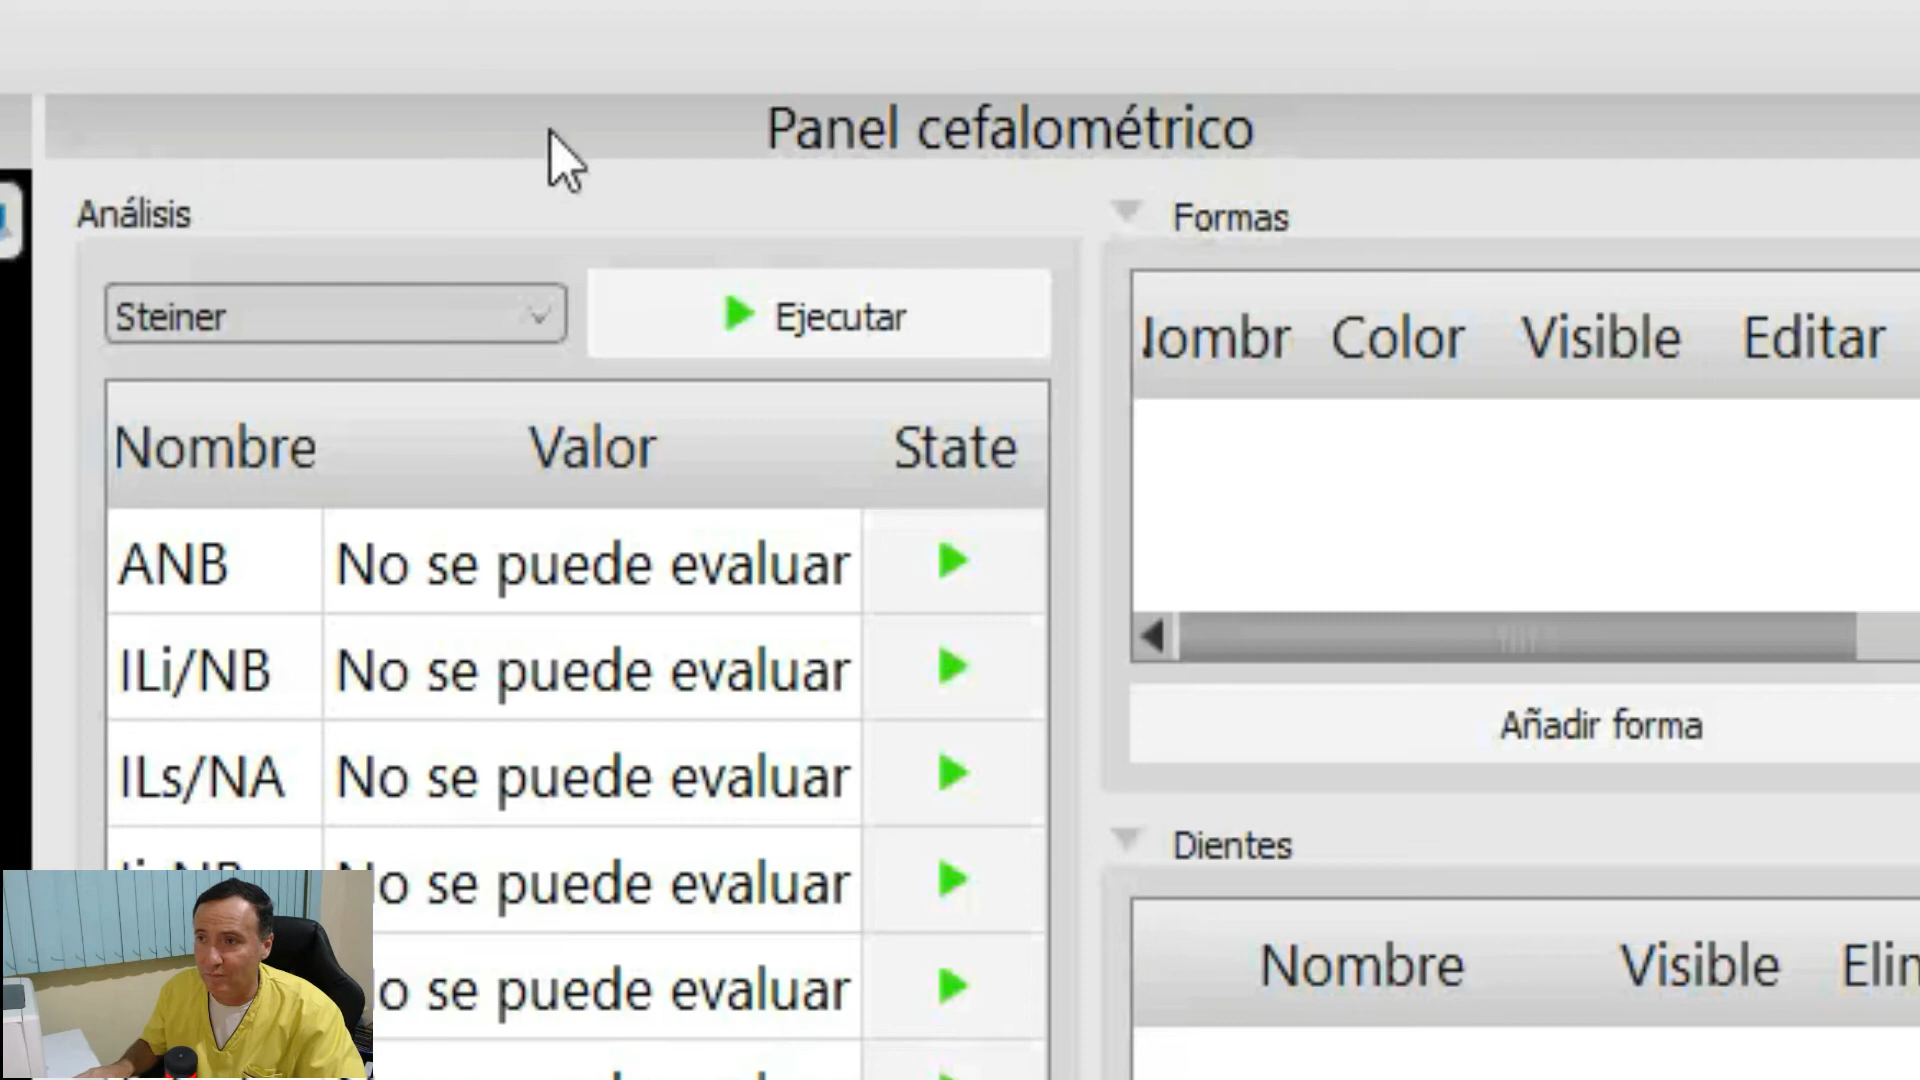 Panel cefalométrico
Análisis
Steiner
Ejecutar
Nombre Valor State
ANB No se puede evaluar
ILi/NB No se puede evaluar
ILs/NA No se puede evaluar
No se puede evaluar
No se puede evaluar
Formas
Color Visible Editar
Añadir forma
Dientes
Nombre Visible